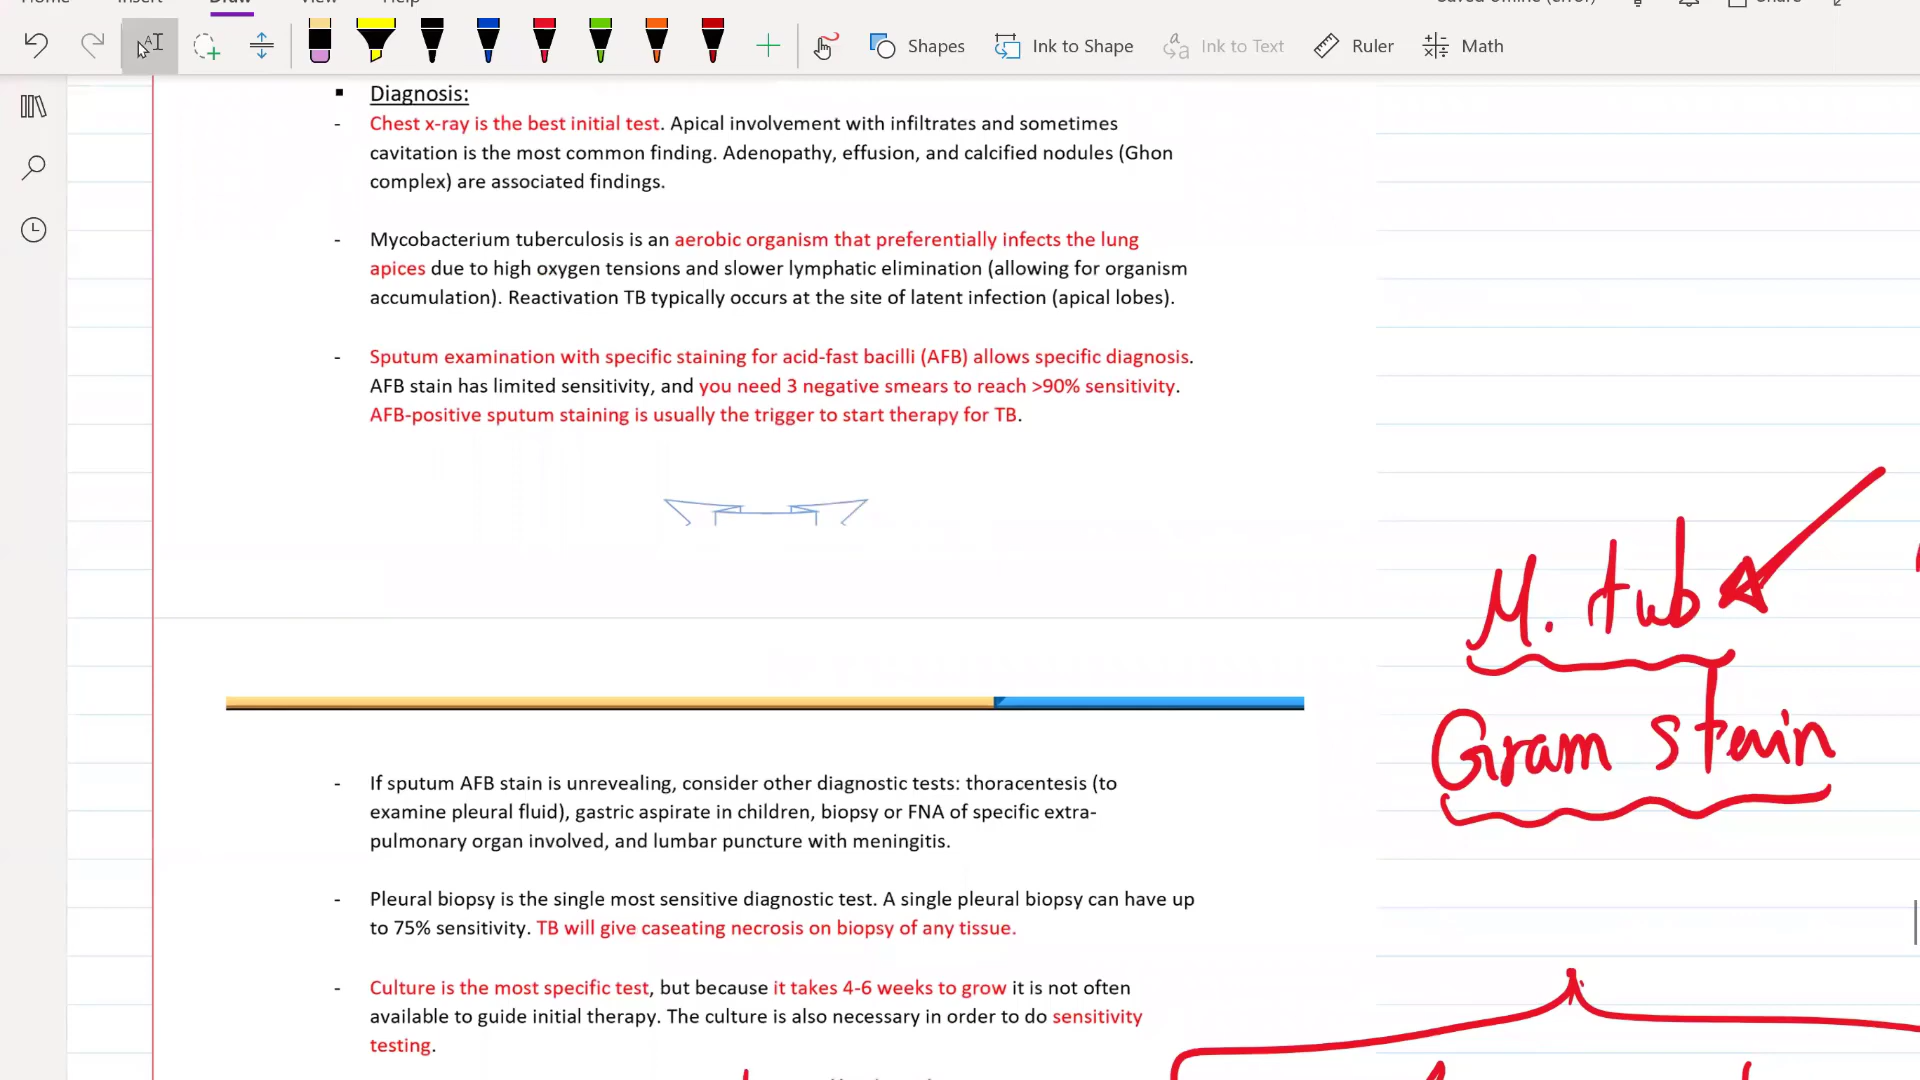 Home Insert Draw View Help Saved online (error) Share
Shapes Ink to Shape Ink to Text Ruler Math
▪ Diagnosis:
- Chest x-ray is the best initial test. Apical involvement with infiltrates and sometimes
cavitation is the most common finding. Adenopathy, effusion, and calcified nodules (Ghon
complex) are associated findings.
- Mycobacterium tuberculosis is an aerobic organism that preferentially infects the lung
apices due to high oxygen tensions and slower lymphatic elimination (allowing for organism
accumulation). Reactivation TB typically occurs at the site of latent infection (apical lobes).
- Sputum examination with specific staining for acid-fast bacilli (AFB) allows specific diagnosis.
AFB stain has limited sensitivity, and you need 3 negative smears to reach >90% sensitivity.
AFB-positive sputum staining is usually the trigger to start therapy for TB.
M. tub
Gram stain
- If sputum AFB stain is unrevealing, consider other diagnostic tests: thoracentesis (to
examine pleural fluid), gastric aspirate in children, biopsy or FNA of specific extra-
pulmonary organ involved, and lumbar puncture with meningitis.
- Pleural biopsy is the single most sensitive diagnostic test. A single pleural biopsy can have up
to 75% sensitivity. TB will give caseating necrosis on biopsy of any tissue.
- Culture is the most specific test, but because it takes 4-6 weeks to grow it is not often
available to guide initial therapy. The culture is also necessary in order to do sensitivity
testing.